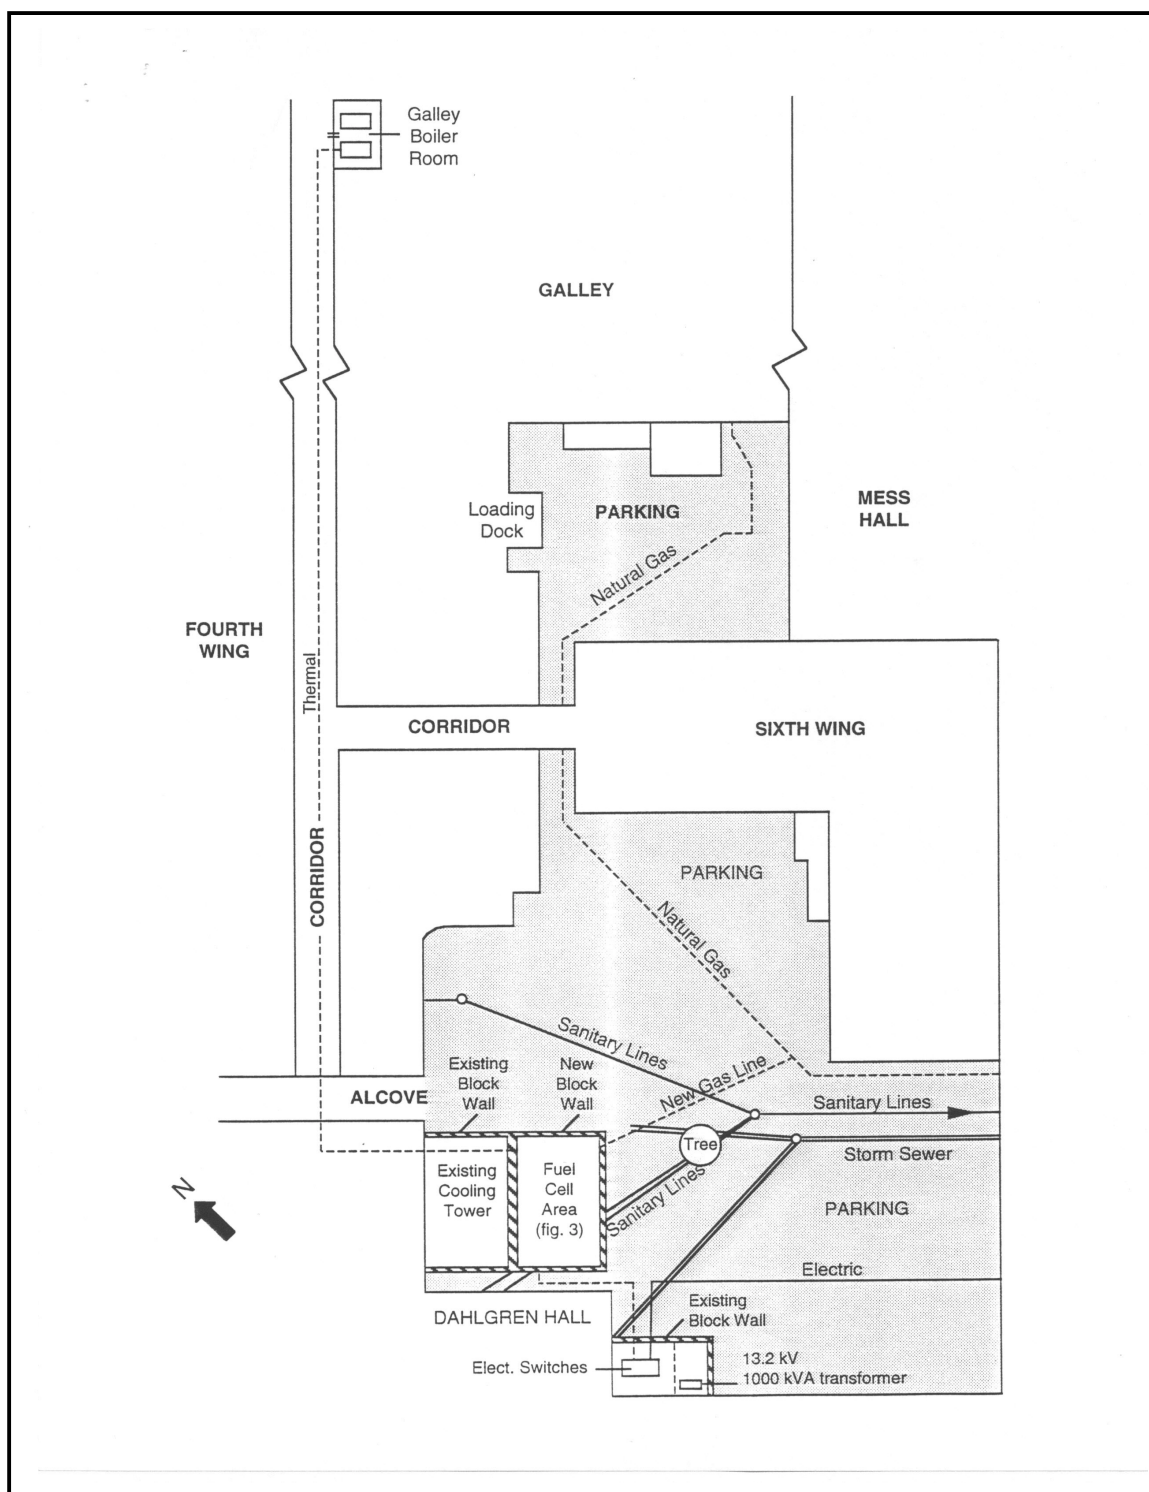 Galley
Boiler
Room
GALLEY
Loading
Dock
PARKING
MESS
HALL
Natural Gas
FOURTH
WING
Thermal
CORRIDOR
SIXTH WING
CORRIDOR
PARKING
Natural Gas
Sanitary Lines
Existing
Block
Wall
New
Block
Wall
New Gas Line
ALCOVE
Sanitary Lines
Tree
Storm Sewer
Existing
Cooling
Tower
Fuel
Cell
Area
(fig. 3)
Sanitary Lines
N
PARKING
Electric
DAHLGREN HALL
Existing
Block Wall
Elect. Switches
13.2 kV
1000 kVA transformer